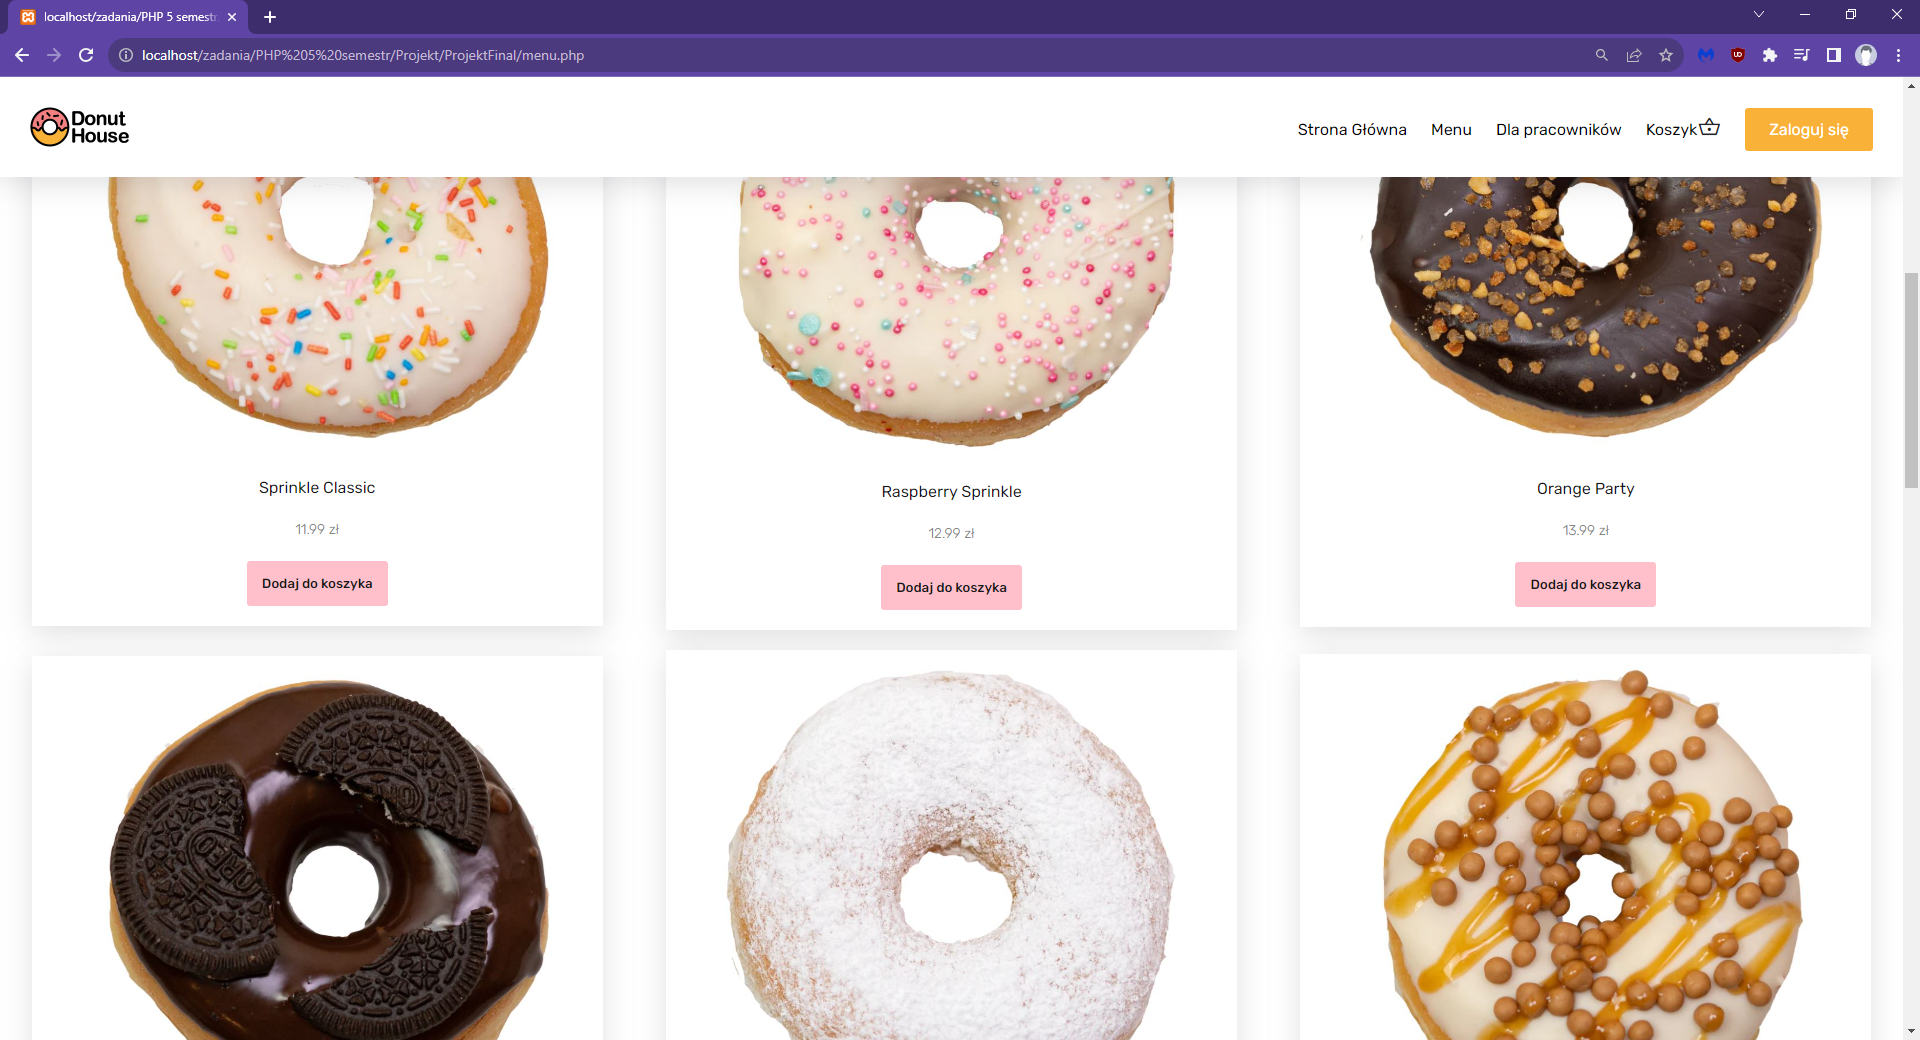 localhost/zadania/PHP 5 semestr
localhost/zadania/PHP%205%20semestr/Projekt/ProjektFinal/menu.php
Donut
House
Strona Główna Menu Dla pracowników Koszyk Zaloguj się
Sprinkle Classic
11.99 zł
Dodaj do koszyka
Raspberry Sprinkle
12.99 zł
Dodaj do koszyka
Orange Party
13.99 zł
Dodaj do koszyka